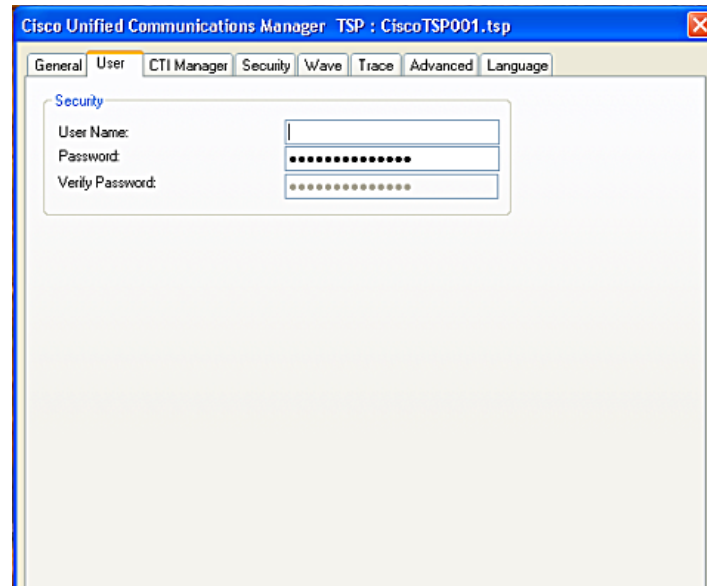 Cisco Unified Communications Manager TSP : CiscoTSP001.tsp
General User CTI Manager Security Wave Trace Advanced Language
Security
User Name:
Password:
Verify Password: